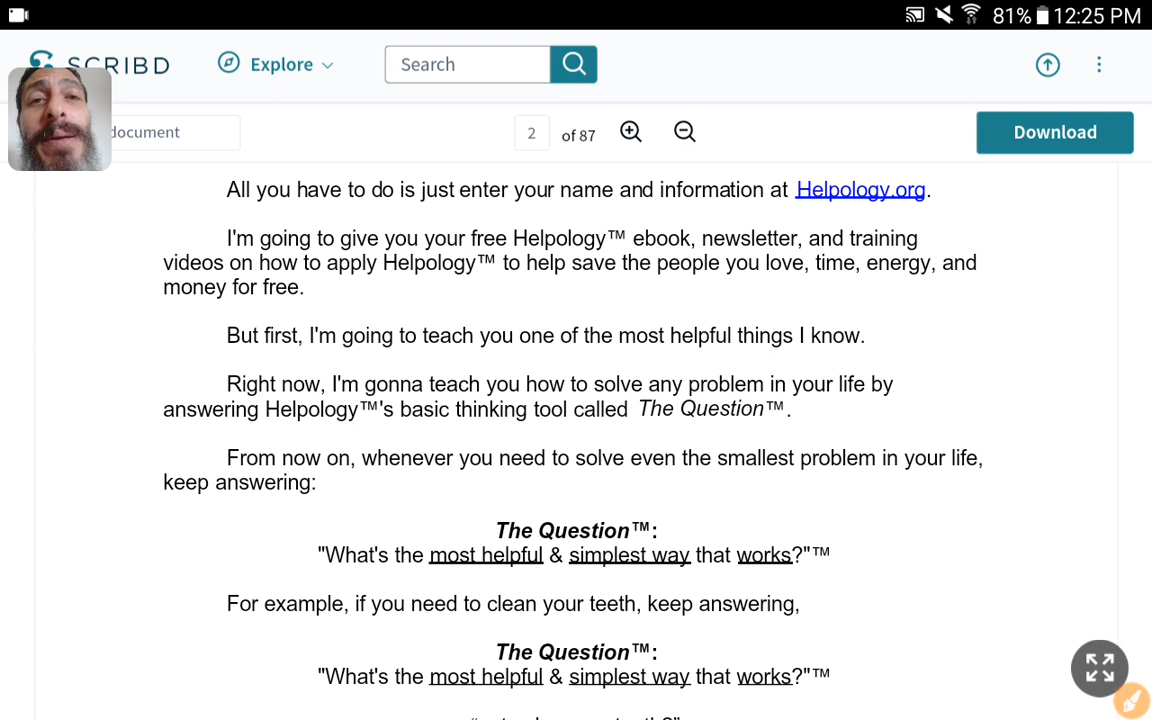 81% 12:25 PM
SCRIBD Explore Search
document 2 of 87 Download
All you have to do is just enter your name and information at Helpology.org.
I'm going to give you your free Helpology™ ebook, newsletter, and training
videos on how to apply Helpology™ to help save the people you love, time, energy, and
money for free.
But first, I'm going to teach you one of the most helpful things I know.
Right now, I'm gonna teach you how to solve any problem in your life by
answering Helpology™'s basic thinking tool called The Question™.
From now on, whenever you need to solve even the smallest problem in your life,
keep answering:
The Question™:
"What's the most helpful & simplest way that works?"™
For example, if you need to clean your teeth, keep answering,
The Question™:
"What's the most helpful & simplest way that works?"™